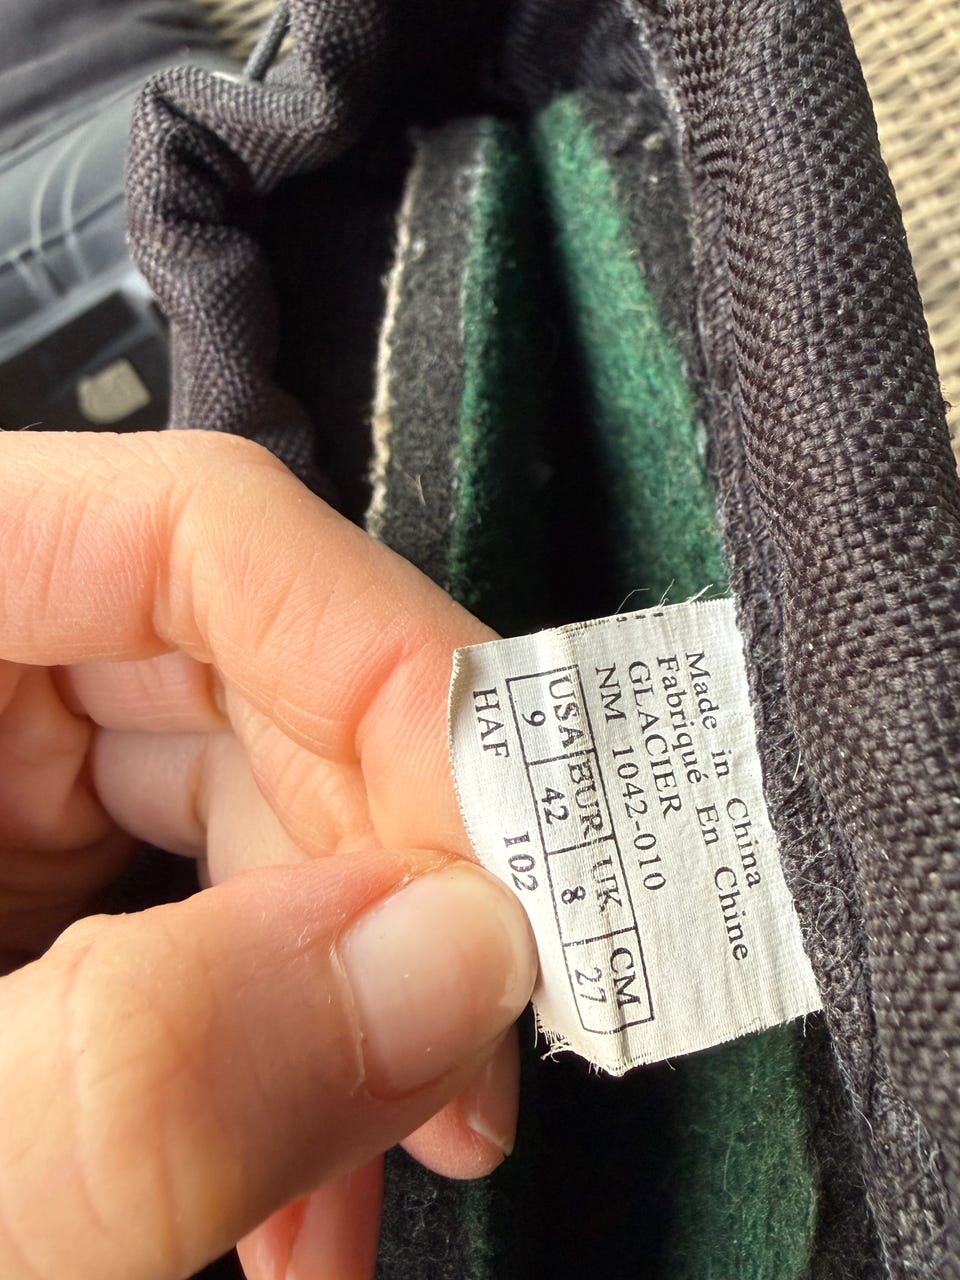 Made in China
Fabriqué En Chine
GLACIER
NM 1042-010
USA EUR UK CM
9 42 8 27
HAF 102